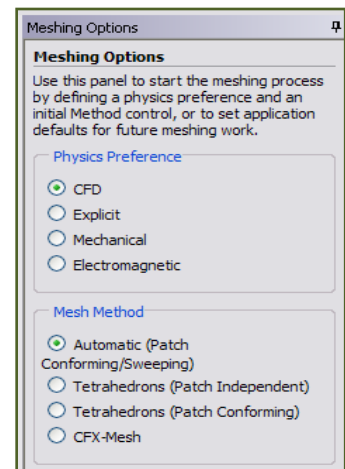 Meshing Options
Meshing Options
Use this panel to start the meshing process
by defining a physics preference and an
initial Method control, or to set application
defaults for future meshing work.
Physics Preference
CFD
Explicit
Mechanical
Electromagnetic
Mesh Method
Automatic (Patch
Conforming/Sweeping)
Tetrahedrons (Patch Independent)
Tetrahedrons (Patch Conforming)
CFX-Mesh